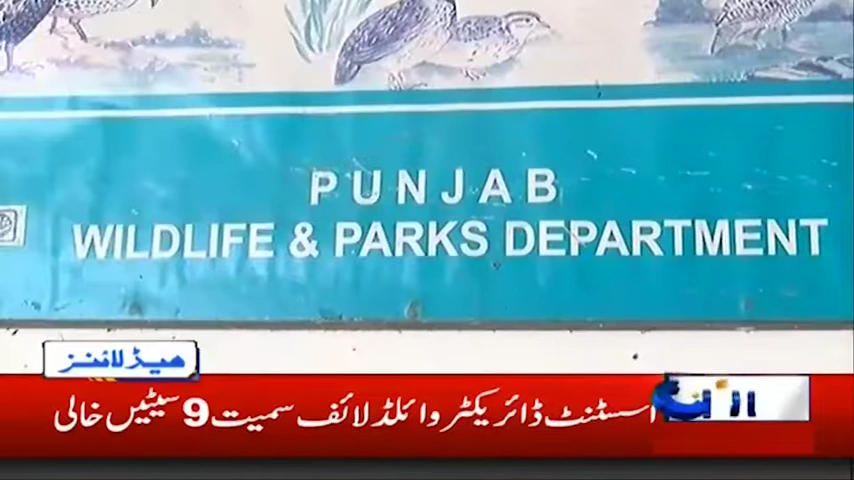 PUNJAB
WILDLIFE & PARKS DEPARTMENT
ہیڈلائنز
اسسٹنٹ ڈائریکٹر وائلڈ لائف سمیت 9 سیٹیں خالی